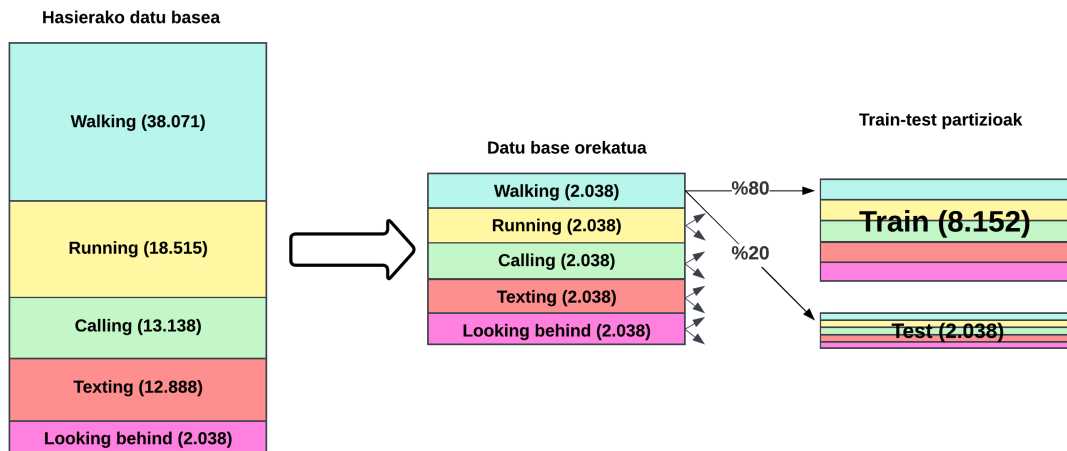 Hasierako datu basea
Walking (38.071)
Running (18.515)
Calling (13.138)
Texting (12.888)
Looking behind (2.038)
Datu base orekatua
Walking (2.038)
Running (2.038)
Calling (2.038)
Texting (2.038)
Looking behind (2.038)
%80
%20
Train-test partizioak
Train (8.152)
Test (2.038)